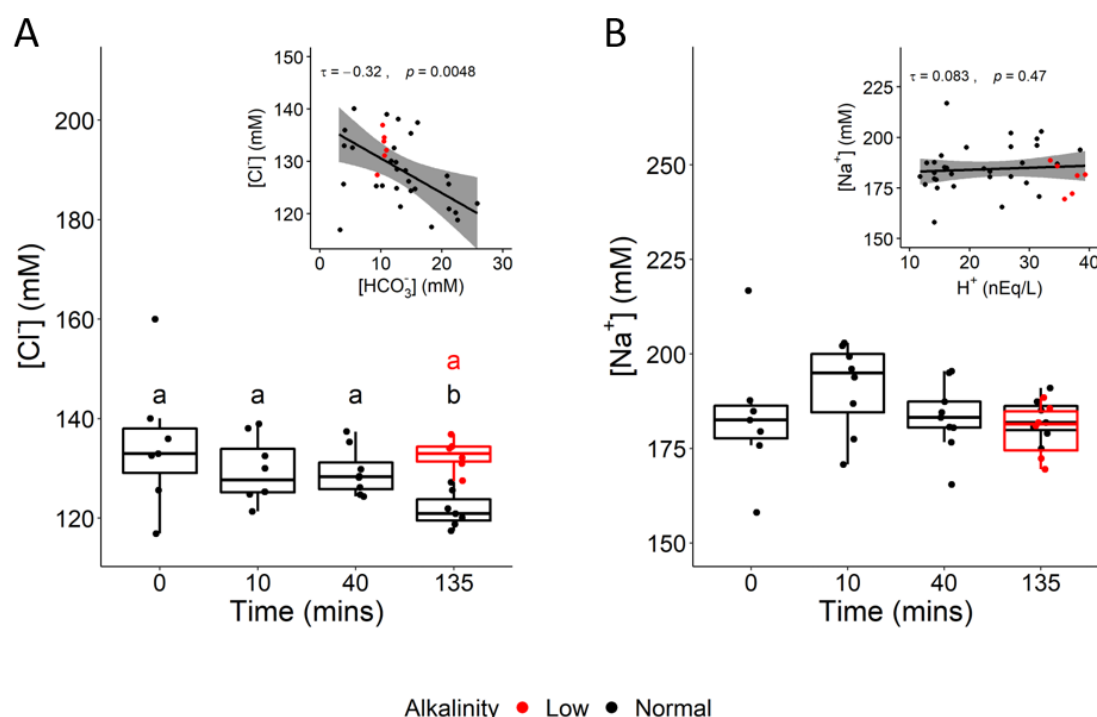 A
[Cl⁻] (mM)
200
180
160
140
120
0
10
40
135
Time (mins)
a
a
a
a
b
τ = −0.32 , p = 0.0048
[Cl⁻] (mM)
150
140
130
120
0
10
20
30
[HCO₃⁻] (mM)
B
[Na⁺] (mM)
250
225
200
175
150
0
10
40
135
Time (mins)
τ = 0.083 , p = 0.47
[Na⁺] (mM)
225
200
175
150
10
20
30
40
H⁺ (nEq/L)
Alkalinity Low Normal